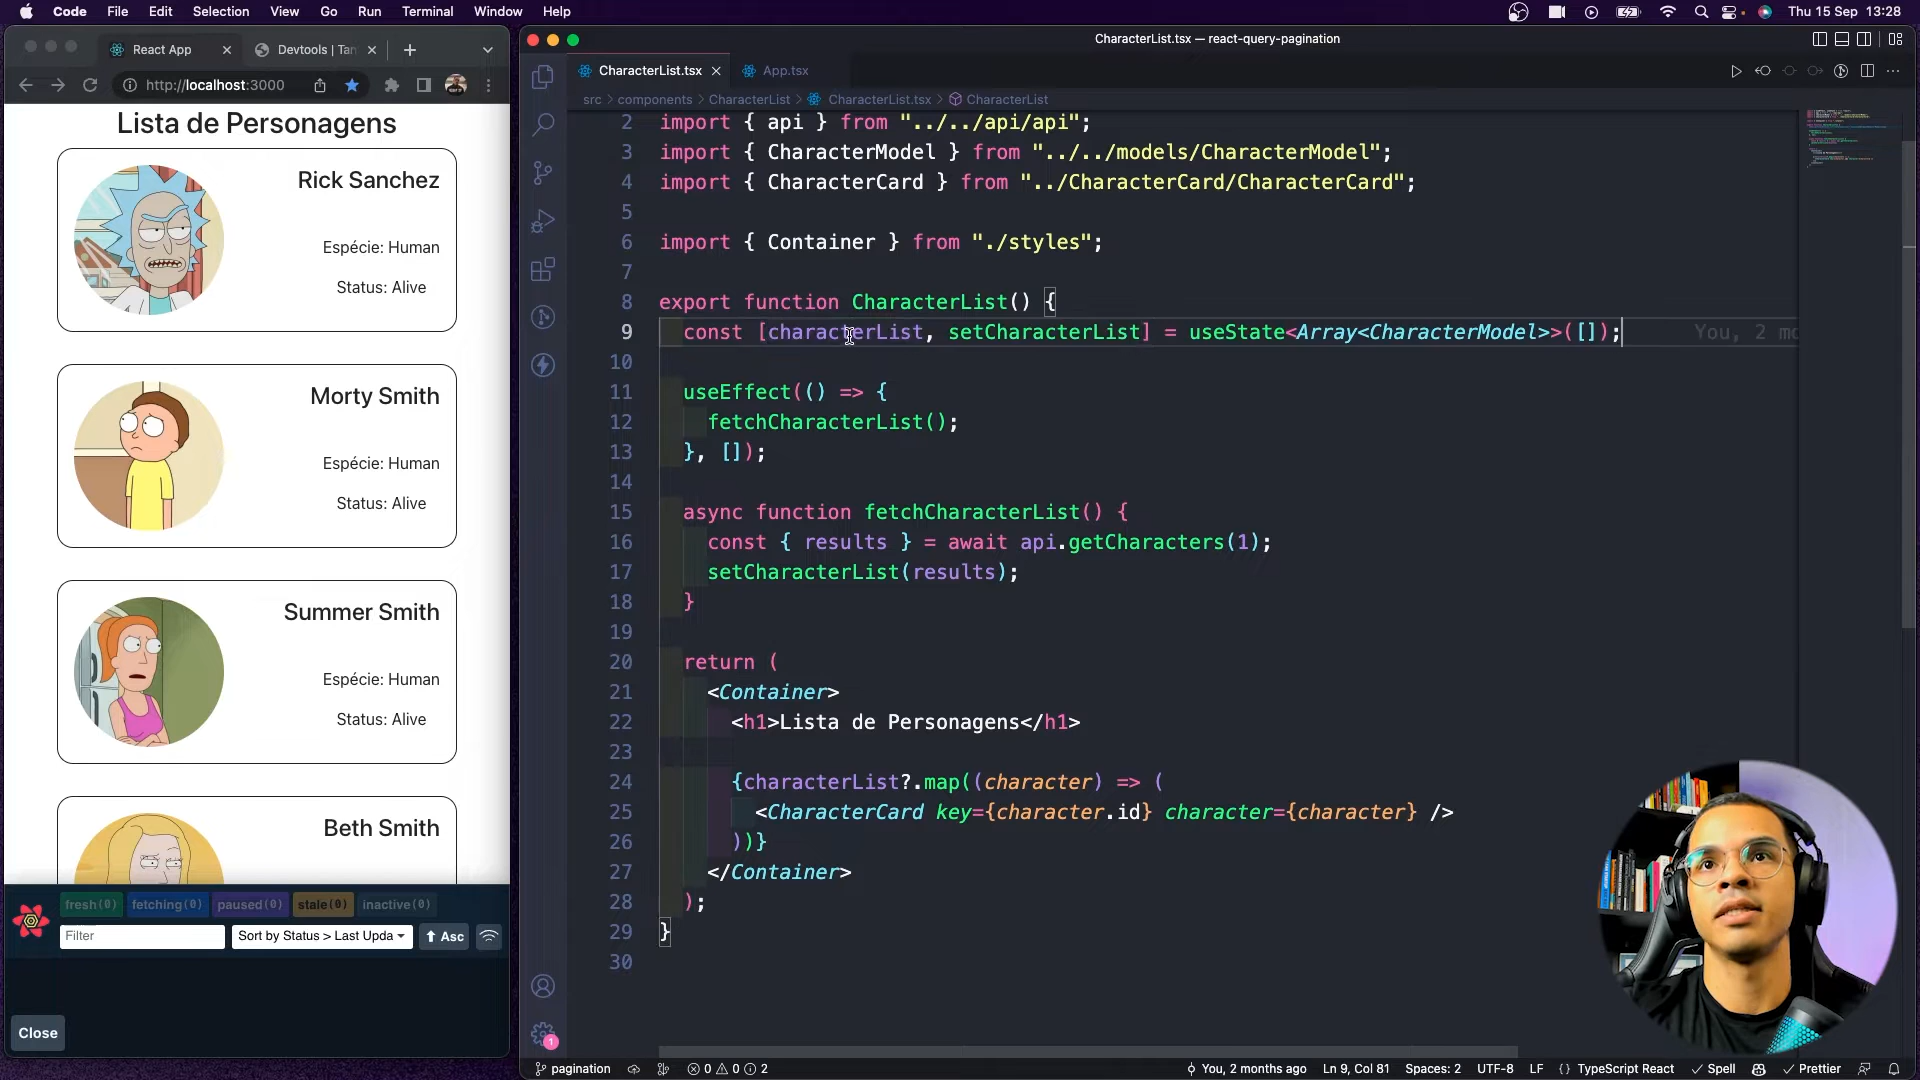 Code File Edit Selection View Go Run Terminal Window Help
Thu 15 Sep 13:28
React App
Devtools | Tan
http://localhost:3000
Lista de Personagens
Rick Sanchez
Espécie: Human
Status: Alive
Morty Smith
Espécie: Human
Status: Alive
Summer Smith
Espécie: Human
Status: Alive
Beth Smith
fresh (0) fetching (0) paused (0) stale (0) inactive (0)
Filter
Sort by Status > Last Upda
Asc
Close
CharacterList.tsx — react-query-pagination
CharacterList.tsx
App.tsx
src > components > CharacterList > CharacterList.tsx > CharacterList
2 import { api } from "../../api/api";
3 import { CharacterModel } from "../../models/CharacterModel";
4 import { CharacterCard } from "../CharacterCard/CharacterCard";
5
6 import { Container } from "./styles";
7
8 export function CharacterList() {
9 const [characterList, setCharacterList] = useState<Array<CharacterModel>>([]); You, 2 mo
10
11 useEffect(() => {
12 fetchCharacterList();
13 }, []);
14
15 async function fetchCharacterList() {
16 const { results } = await api.getCharacters(1);
17 setCharacterList(results);
18 }
19
20 return (
21 <Container>
22 <h1>Lista de Personagens</h1>
23
24 {characterList?.map((character) => (
25 <CharacterCard key={character.id} character={character} />
26 ))}
27 </Container>
28 );
29 }
30
1
pagination 0 0 2 You, 2 months ago Ln 9, Col 81 Spaces: 2 UTF-8 LF {} TypeScript React Spell Prettier